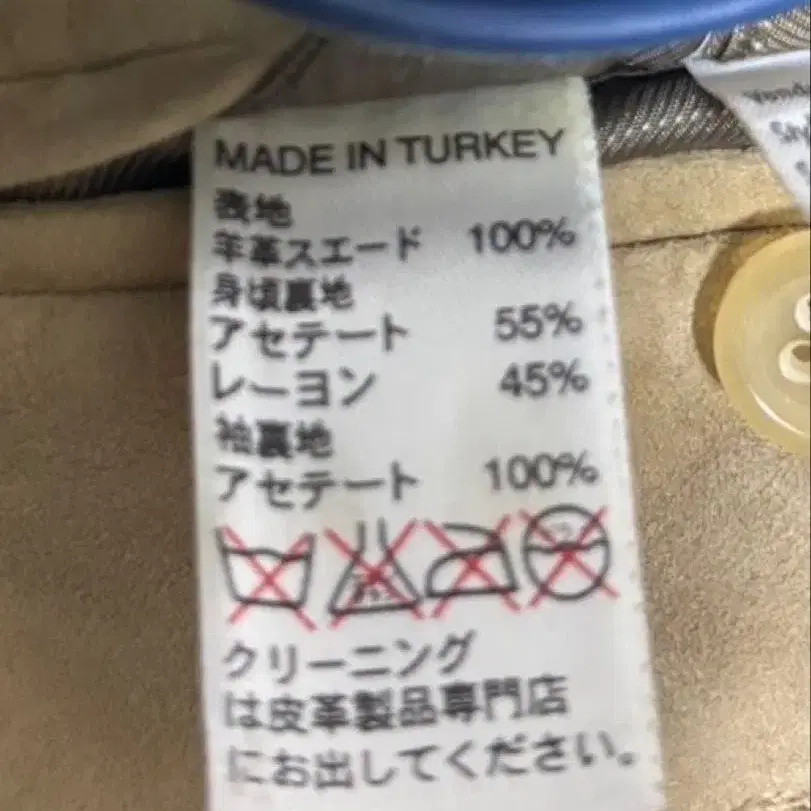 MADE IN TURKEY
表地
羊革スエード 100%
身頃裏地
アセテート 55%
レーヨン 45%
袖裏地
アセテート 100%
クリーニング
は皮革製品専門店
にお出してください。